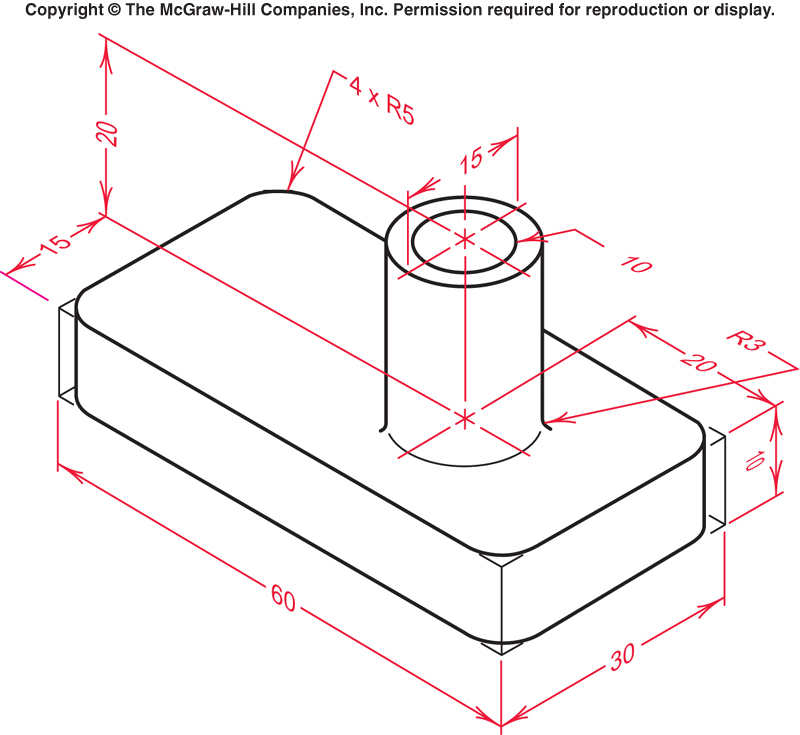 Copyright © The McGraw-Hill Companies, Inc. Permission required for reproduction or display.
4 x R5
20
15
15
10
R3
20
10
60
30